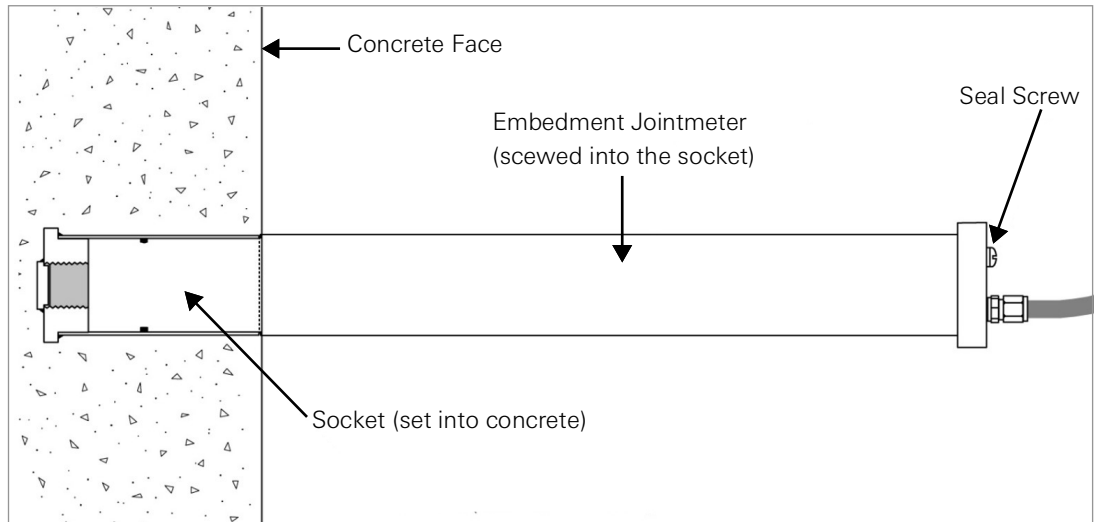 Concrete Face
Seal Screw
Embedment Jointmeter
(scewed into the socket)
Socket (set into concrete)